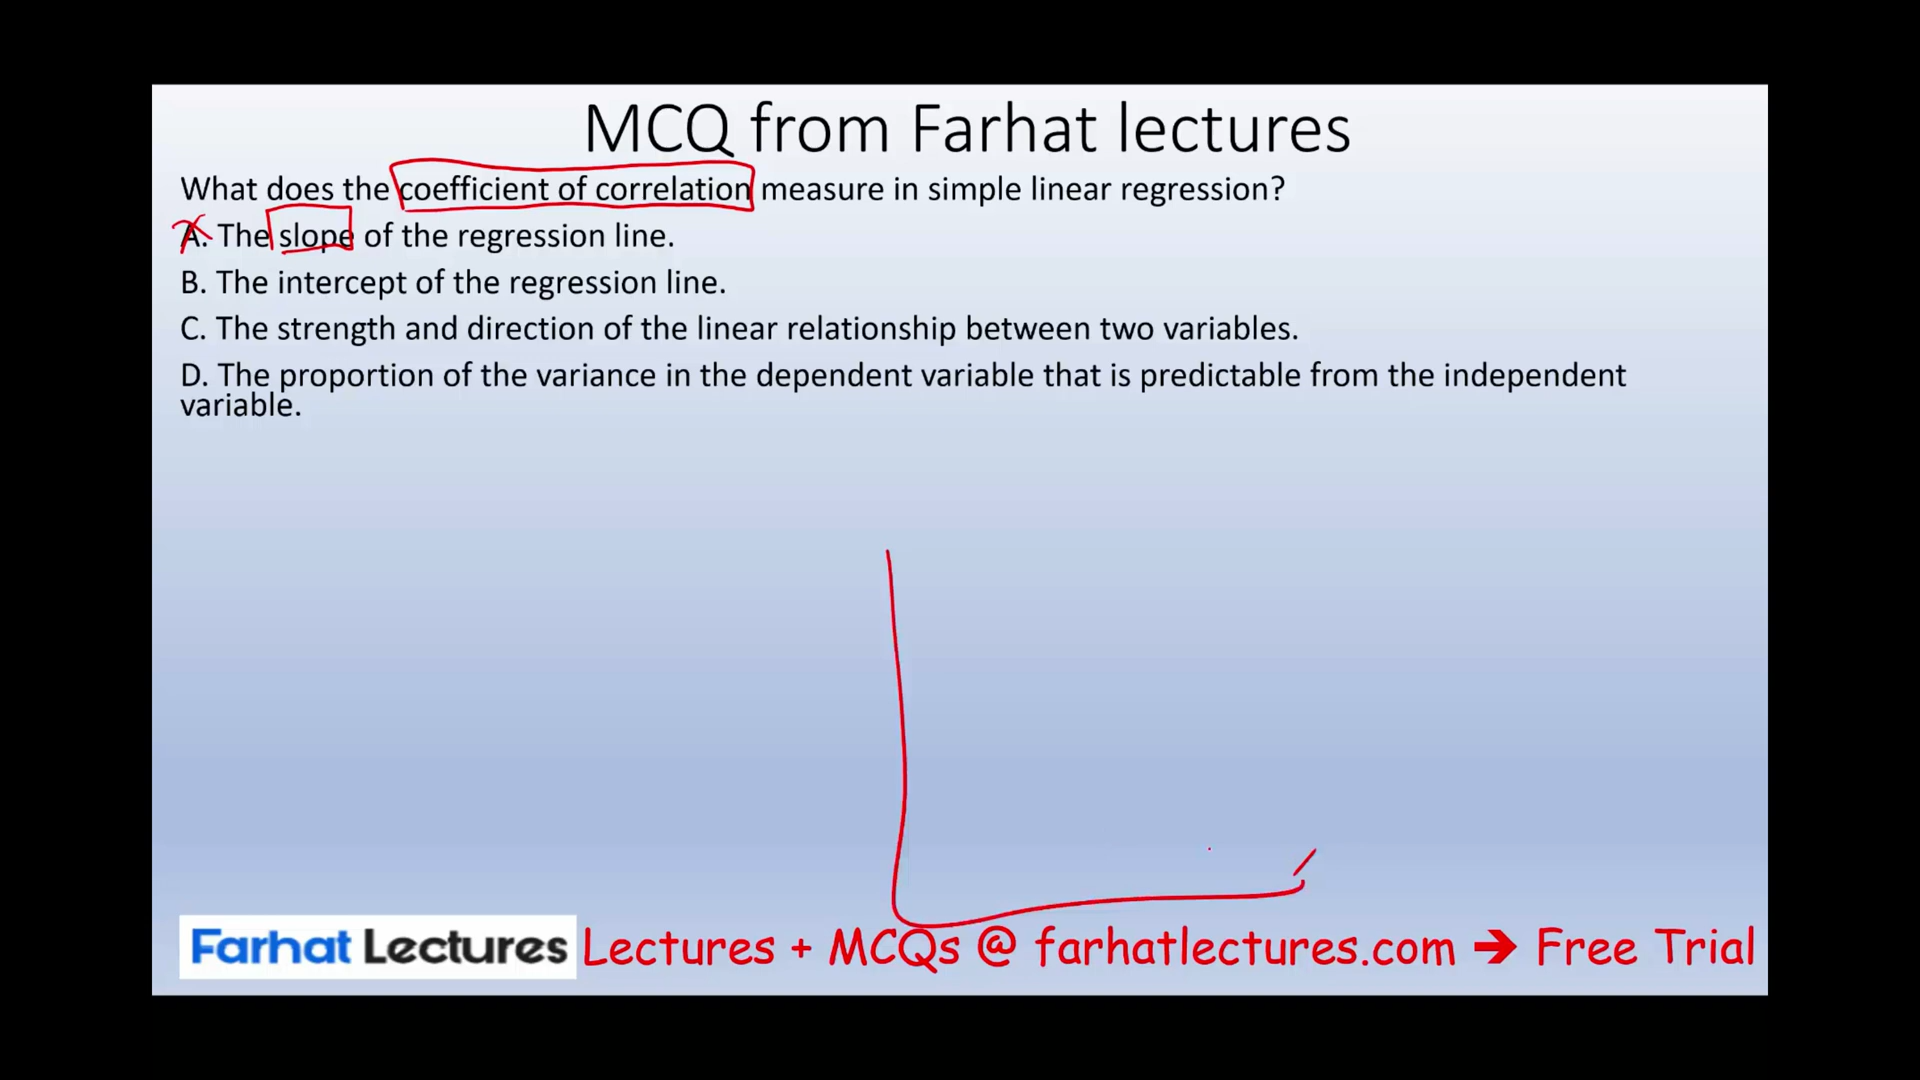 MCQ from Farhat lectures
What does the coefficient of correlation measure in simple linear regression?
A. The slope of the regression line.
B. The intercept of the regression line.
C. The strength and direction of the linear relationship between two variables.
D. The proportion of the variance in the dependent variable that is predictable from the independent
variable.
Farhat Lectures Lectures + MCQs @ farhatlectures.com ➔ Free Trial